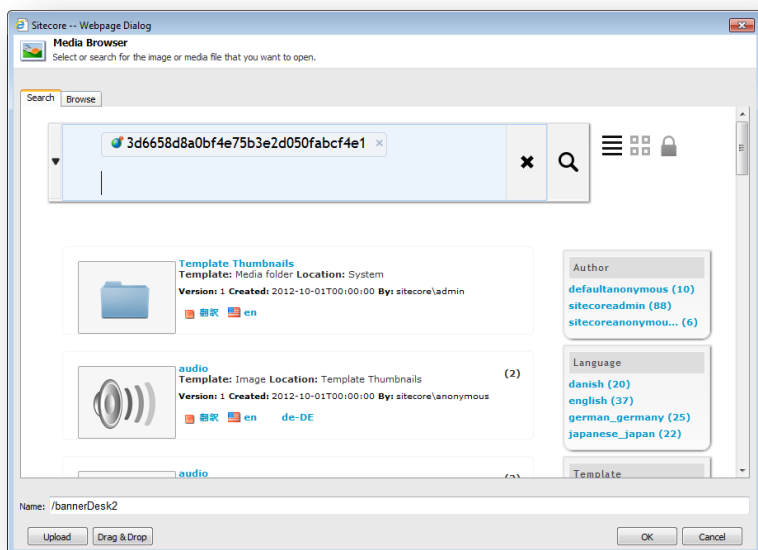 Sitecore -- Webpage Dialog
Media Browser
Select or search for the image or media file that you want to open.
Search Browse
3d6658d8a0bf4e75b3e2d050fabcf4e1 ×
Template Thumbnails
Template: Media folder Location: System
Version: 1 Created: 2012-10-01T00:00:00 By: sitecore\admin
翻訳 en
audio (2)
Template: Image Location: Template Thumbnails
Version: 1 Created: 2012-10-01T00:00:00 By: sitecore\anonymous
翻訳 en de-DE
audio
Author
defaultanonymous (10)
sitecoreadmin (88)
sitecoreanonymou... (6)
Language
danish (20)
english (37)
german_germany (25)
japanese_japan (22)
Template
Name: /bannerDesk2
Upload Drag & Drop OK Cancel